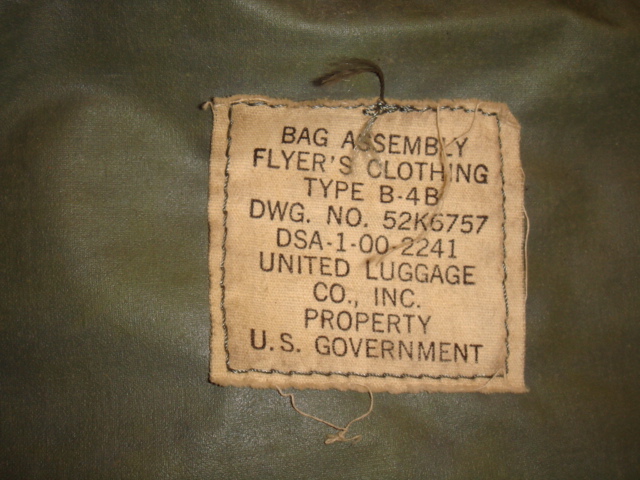 BAG ASSEMBLY
FLYER'S CLOTHING
TYPE B-4B
DWG. NO. 52K6757
DSA-1-00-2241
UNITED LUGGAGE
CO., INC.
PROPERTY
U.S. GOVERNMENT